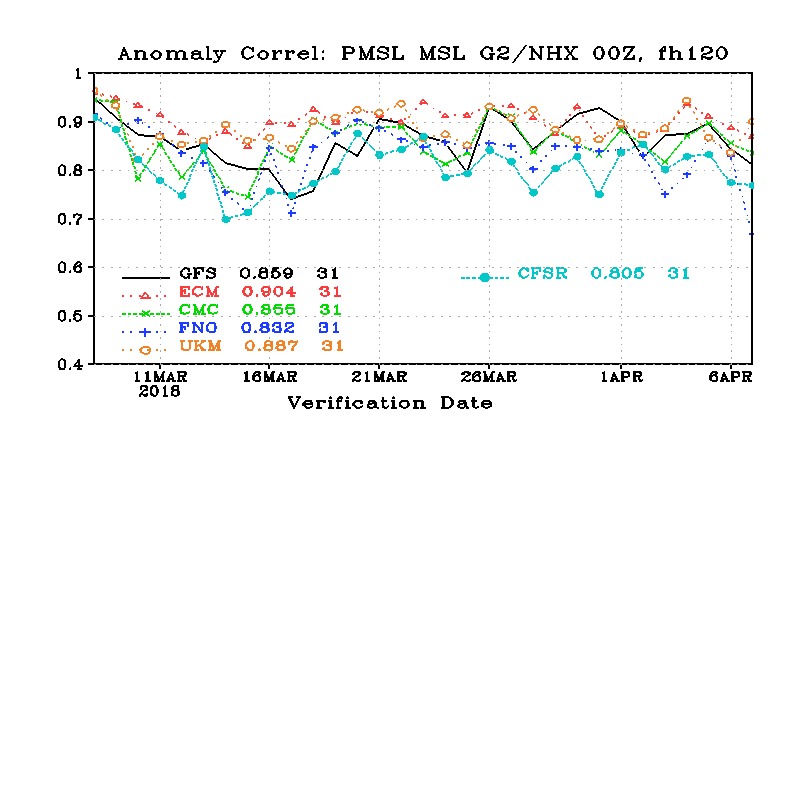 Anomaly Correl: PMSL MSL G2/NHX 00Z, fh120
1
0.9
0.8
0.7
0.6
0.5
0.4
GFS 0.859 31
ECM 0.904 31
CMC 0.855 31
FNO 0.832 31
UKM 0.887 31
CFSR 0.805 31
11MAR 16MAR 21MAR 26MAR 1APR 6APR
2018
Verification Date